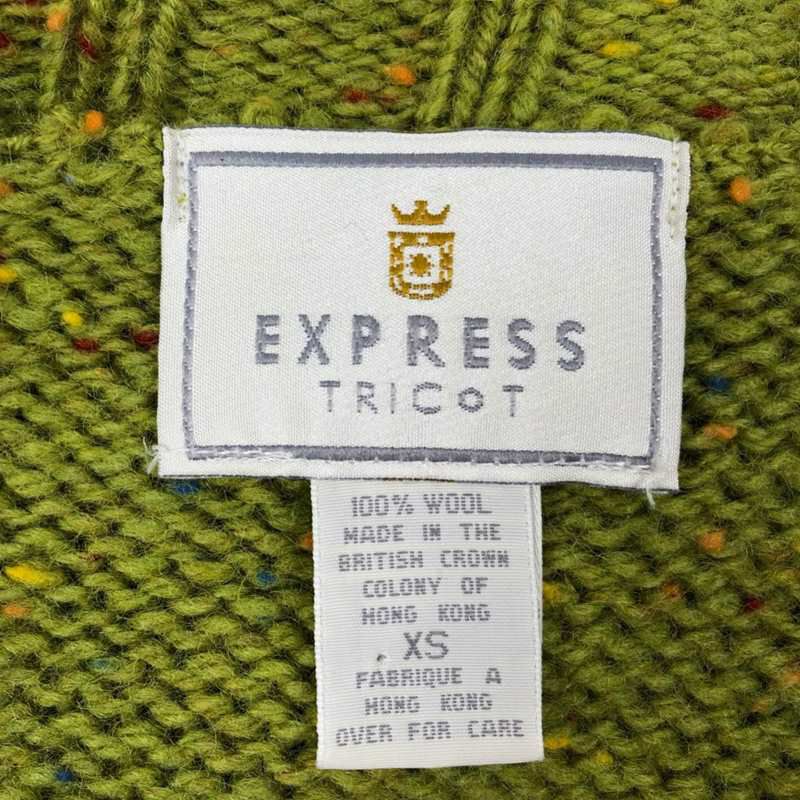 EXPRESS
TRICOT
100% WOOL
MADE IN THE
BRITISH CROWN
COLONY OF
HONG KONG
XS
FABRIQUE A
HONG KONG
OVER FOR CARE